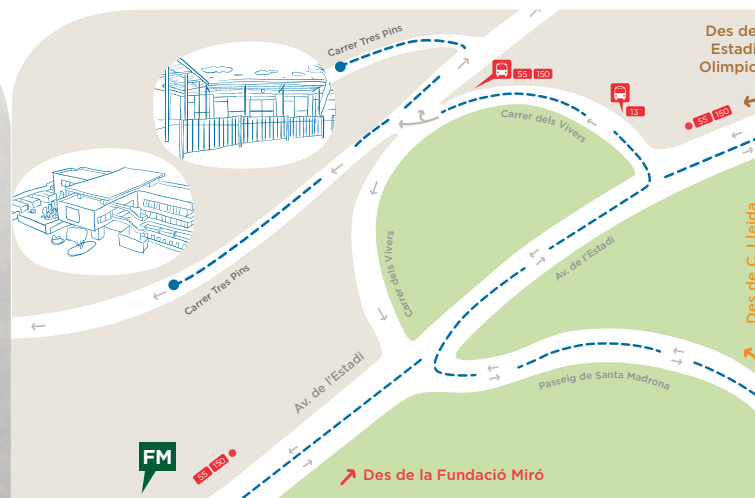 Carrer Tres Pins
55 150
13
Des de
Estadi
Olimpic
55 150
Carrer dels Vivers
Carrer dels Vivers
Av. de l'Estadi
Des de C. Lleida
Carrer Tres Pins
Av. de l'Estadi
Passeig de Santa Madrona
FM
55 150
Des de la Fundació Miró